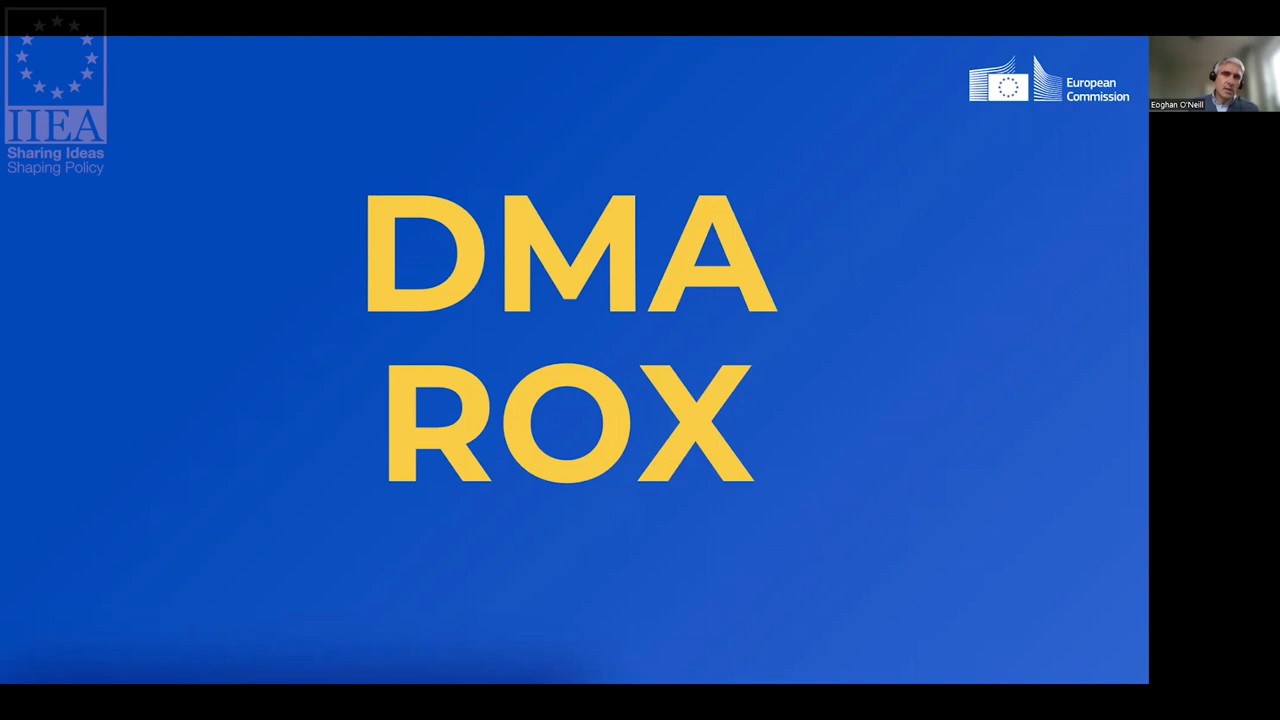 IIEA
Sharing Ideas
Shaping Policy
European
Commission
Eoghan O'Neill
DMA
ROX